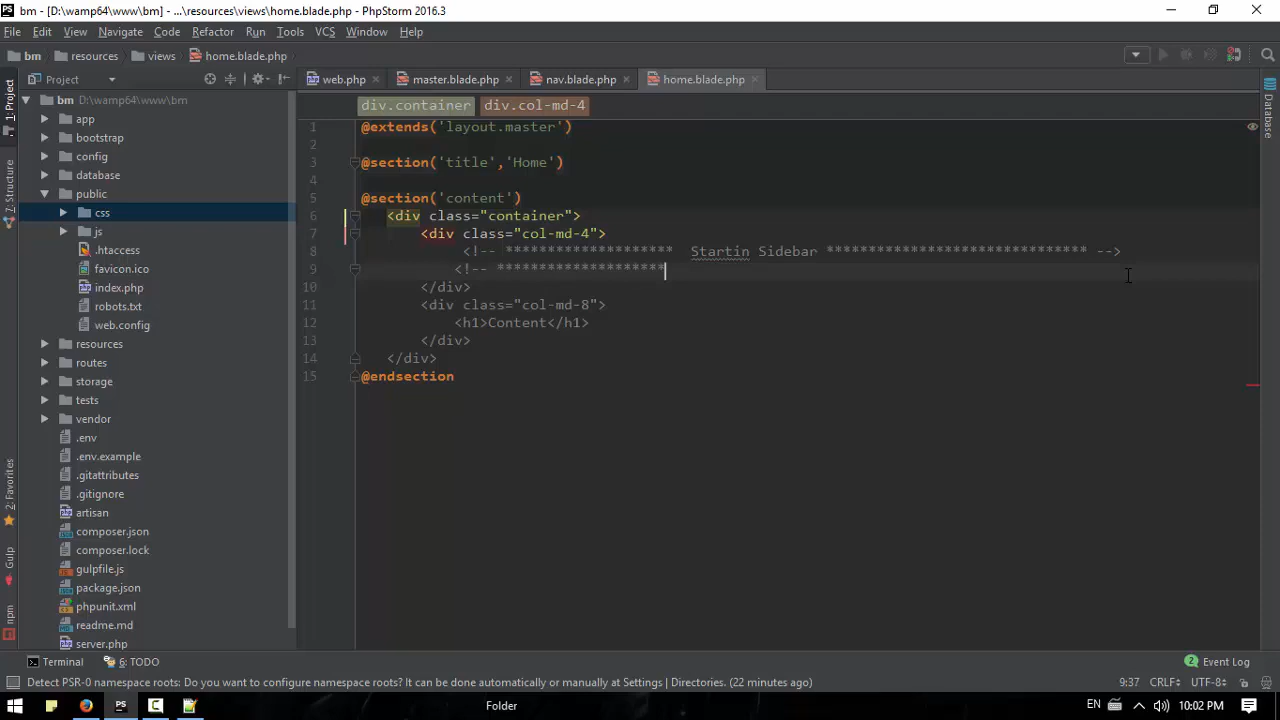 bm - [D:\wamp64\www\bm] - ...\resources\views\home.blade.php - PhpStorm 2016.3
File Edit View Navigate Code Refactor Run Tools VCS Window Help
bm resources views home.blade.php
Project
web.php master.blade.php nav.blade.php home.blade.php
div.container div.col-md-4
bm D:\wamp64\www\bm
app
bootstrap
config
database
public
css
js
.htaccess
favicon.ico
index.php
robots.txt
web.config
resources
routes
storage
tests
vendor
.env
.env.example
.gitattributes
.gitignore
artisan
composer.json
composer.lock
gulpfile.js
package.json
phpunit.xml
readme.md
server.php
1 @extends('layout.master')
2
3 @section('title','Home')
4
5 @section('content')
6 <div class="container">
7 <div class="col-md-4">
8 <!-- ******************** Startin Sidebar ******************************* -->
9 <!-- ********************
10 </div>
11 <div class="col-md-8">
12 <h1>Content</h1>
13 </div>
14 </div>
15 @endsection
1: Project
7: Structure
2: Favorites
Gulp
npm
Database
Terminal 6: TODO
2 Event Log
Detect PSR-0 namespace roots: Do you want to configure namespace roots? It can be done automatically or manually at Settings | Directories. (22 minutes ago)
9:37 CRLF÷ UTF-8÷
Folder
EN 10:02 PM